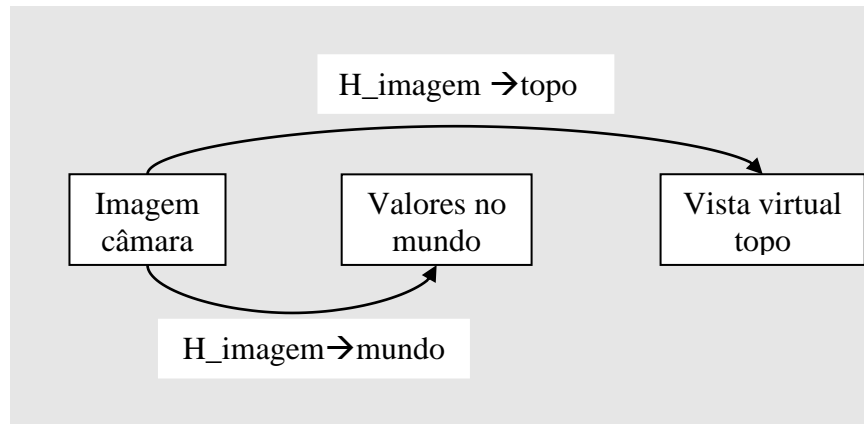 H_imagem →topo
Imagem
câmara
Valores no
mundo
Vista virtual
topo
H_imagem→mundo